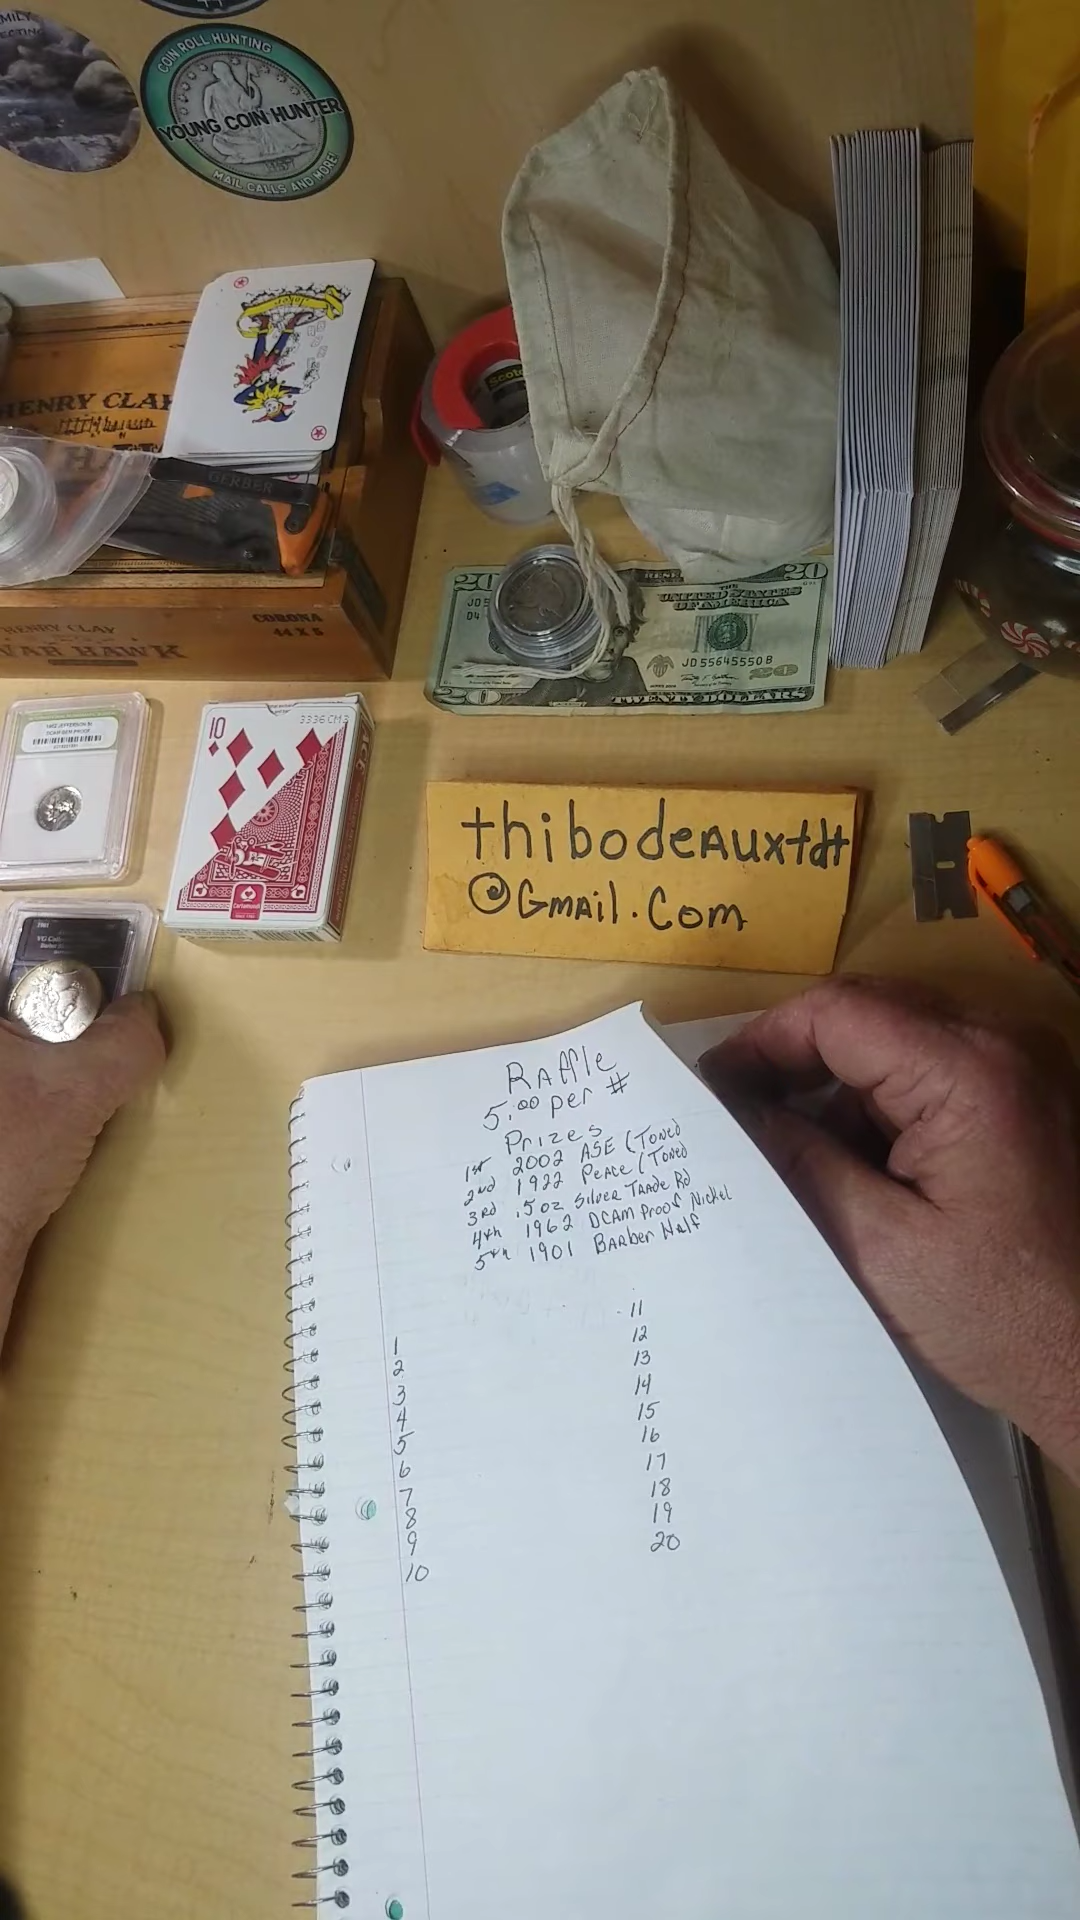 COIN ROLL HUNTING
YOUNG COIN HUNTER
MAIL CALLS AND MORE!
HENRY CLAY
GERBER
HENRY CLAY
WAR HAWK
CORONA
44 X 5
Scotch
20
20
THE
UNITED STATES
OF AMERICA
JD 55645550 B
20
20
TWENTY DOLLARS
10
3336 CM3
thibodeAuxtdt
@Gmail.Com
RAffle
5.00 per #
Prizes
1st 2002 ASE (Toned
2nd 1922 PeAce (Toned
3rd .5oz Silver TrAde Rd
4th 1962 DCAM Proof Nickel
5th 1901 BArber HAlf
1
2
3
4
5
6
7
8
9
10
11
12
13
14
15
16
17
18
19
20